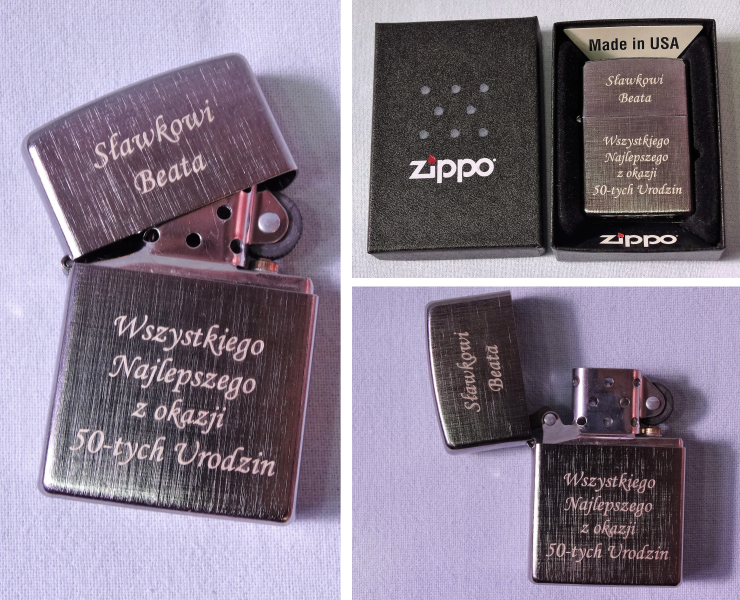 Sławkowi
Beata
Wszystkiego
Najlepszego
z okazji
50-tych Urodzin
zippo
Made in USA
Sławkowi
Beata
Wszystkiego
Najlepszego
z okazji
50-tych Urodzin
zippo
Sławkowi
Beata
Wszystkiego
Najlepszego
z okazji
50-tych Urodzin